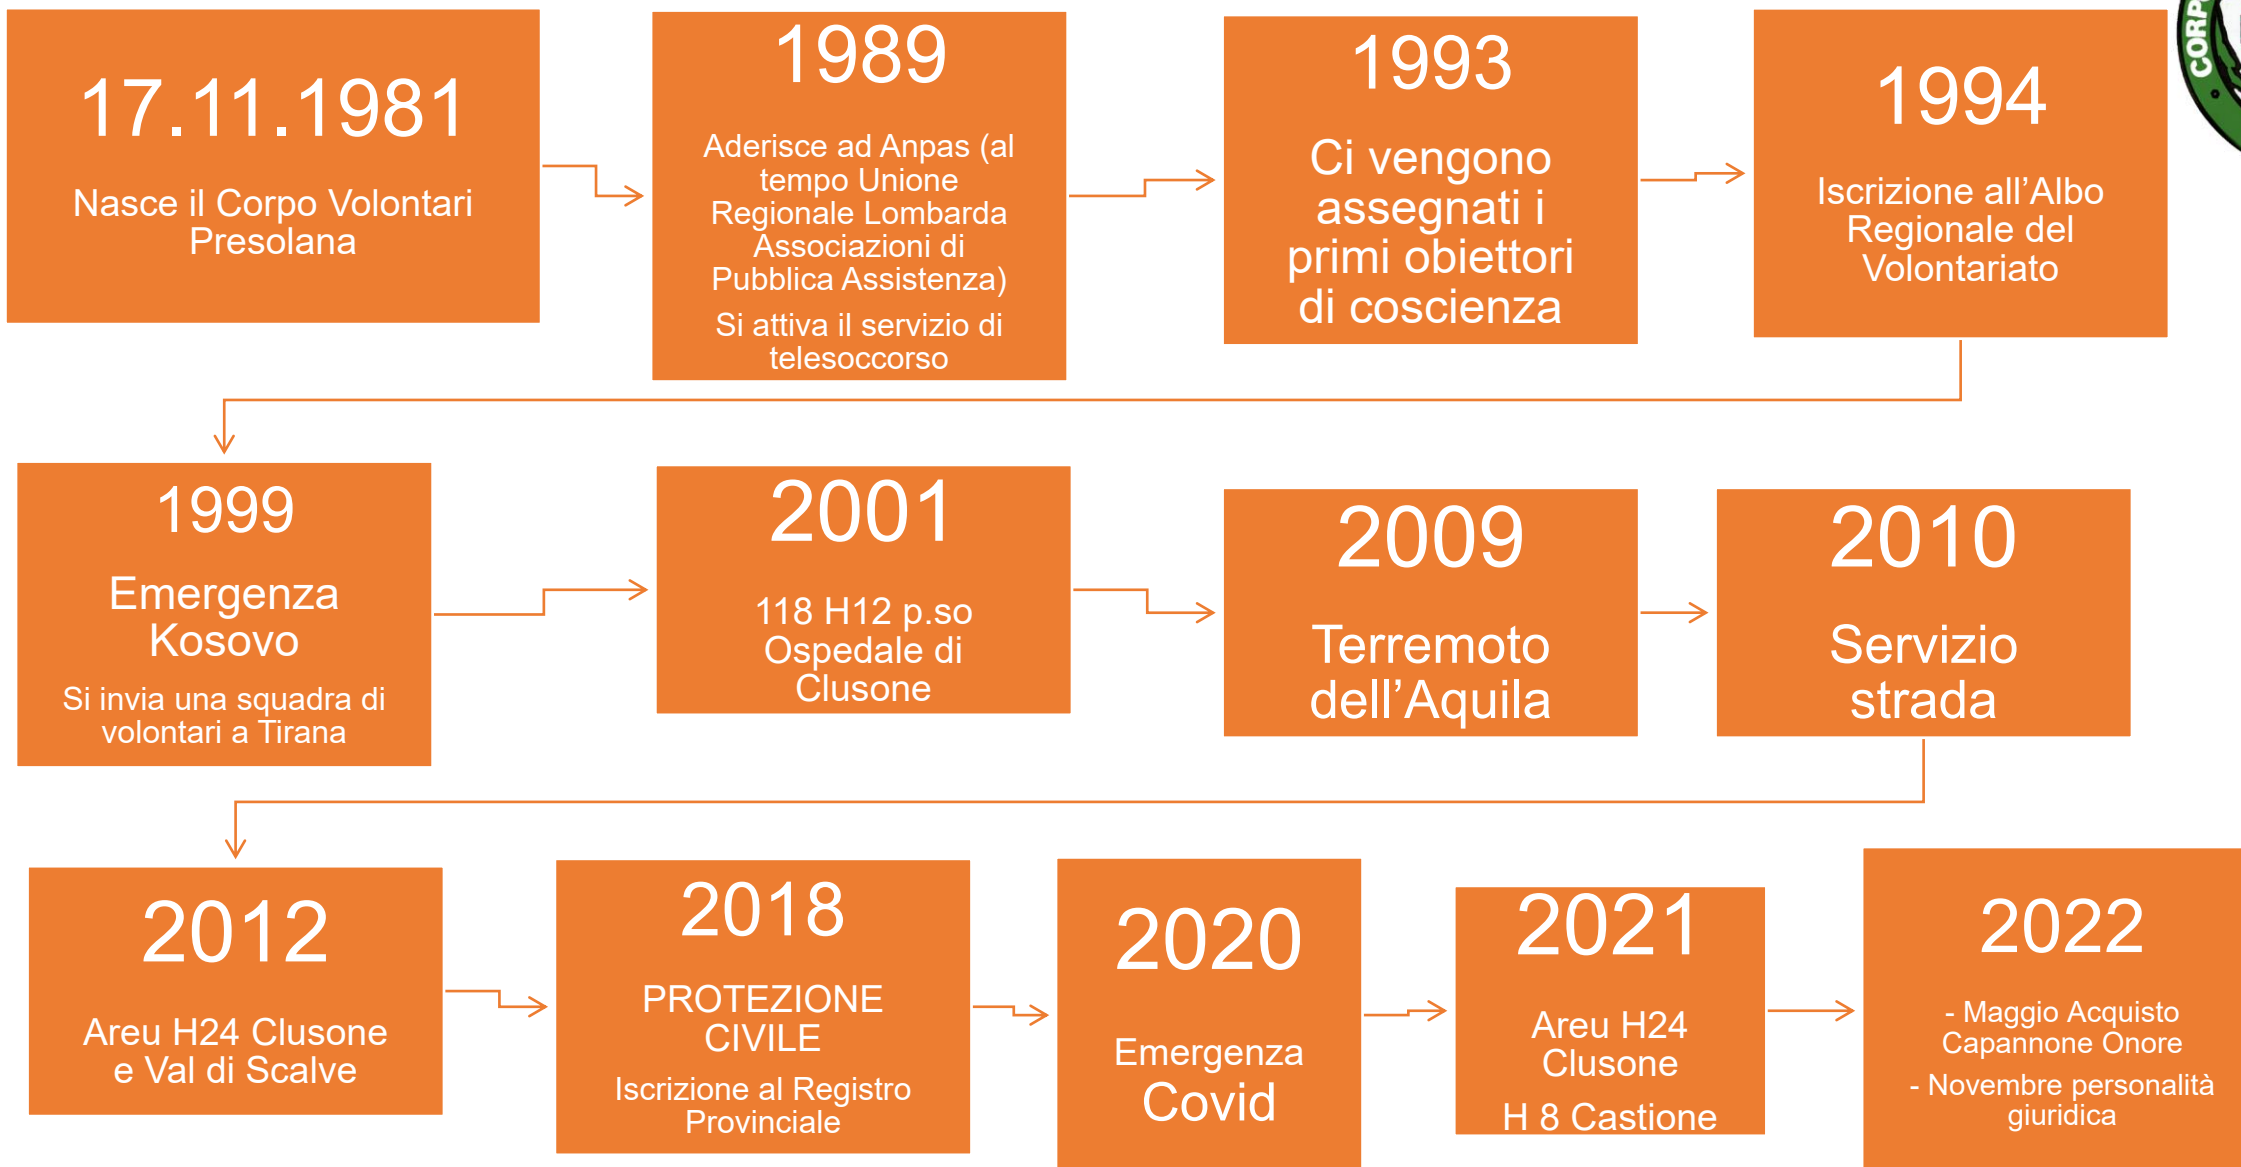 17.11.1981
Nasce il Corpo Volontari
Presolana
1989
Aderisce ad Anpas (al
tempo Unione
Regionale Lombarda
Associazioni di
Pubblica Assistenza)
Si attiva il servizio di
telesoccorso
1993
Ci vengono
assegnati i
primi obiettori
di coscienza
1994
Iscrizione all’Albo
Regionale del
Volontariato
1999
Emergenza
Kosovo
Si invia una squadra di
volontari a Tirana
2001
118 H12 p.so
Ospedale di
Clusone
2009
Terremoto
dell’Aquila
2010
Servizio
strada
2012
Areu H24 Clusone
e Val di Scalve
2018
PROTEZIONE
CIVILE
Iscrizione al Registro
Provinciale
2020
Emergenza
Covid
2021
Areu H24
Clusone
H 8 Castione
2022
- Maggio Acquisto
Capannone Onore
- Novembre personalità
giuridica